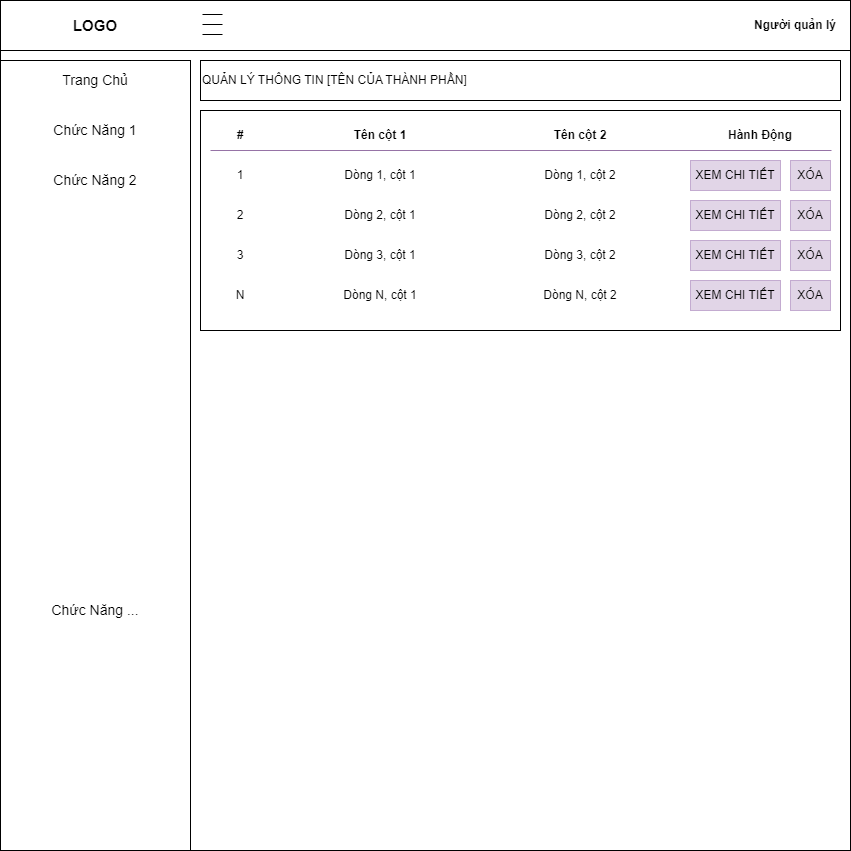 LOGO
Người quản lý
Trang Chủ
Chức Năng 1
Chức Năng 2
Chức Năng ...
QUẢN LÝ THÔNG TIN [TÊN CỦA THÀNH PHẦN]
# Tên cột 1 Tên cột 2 Hành Động
1 Dòng 1, cột 1 Dòng 1, cột 2 XEM CHI TIẾT XÓA
2 Dòng 2, cột 1 Dòng 2, cột 2 XEM CHI TIẾT XÓA
3 Dòng 3, cột 1 Dòng 3, cột 2 XEM CHI TIẾT XÓA
N Dòng N, cột 1 Dòng N, cột 2 XEM CHI TIẾT XÓA